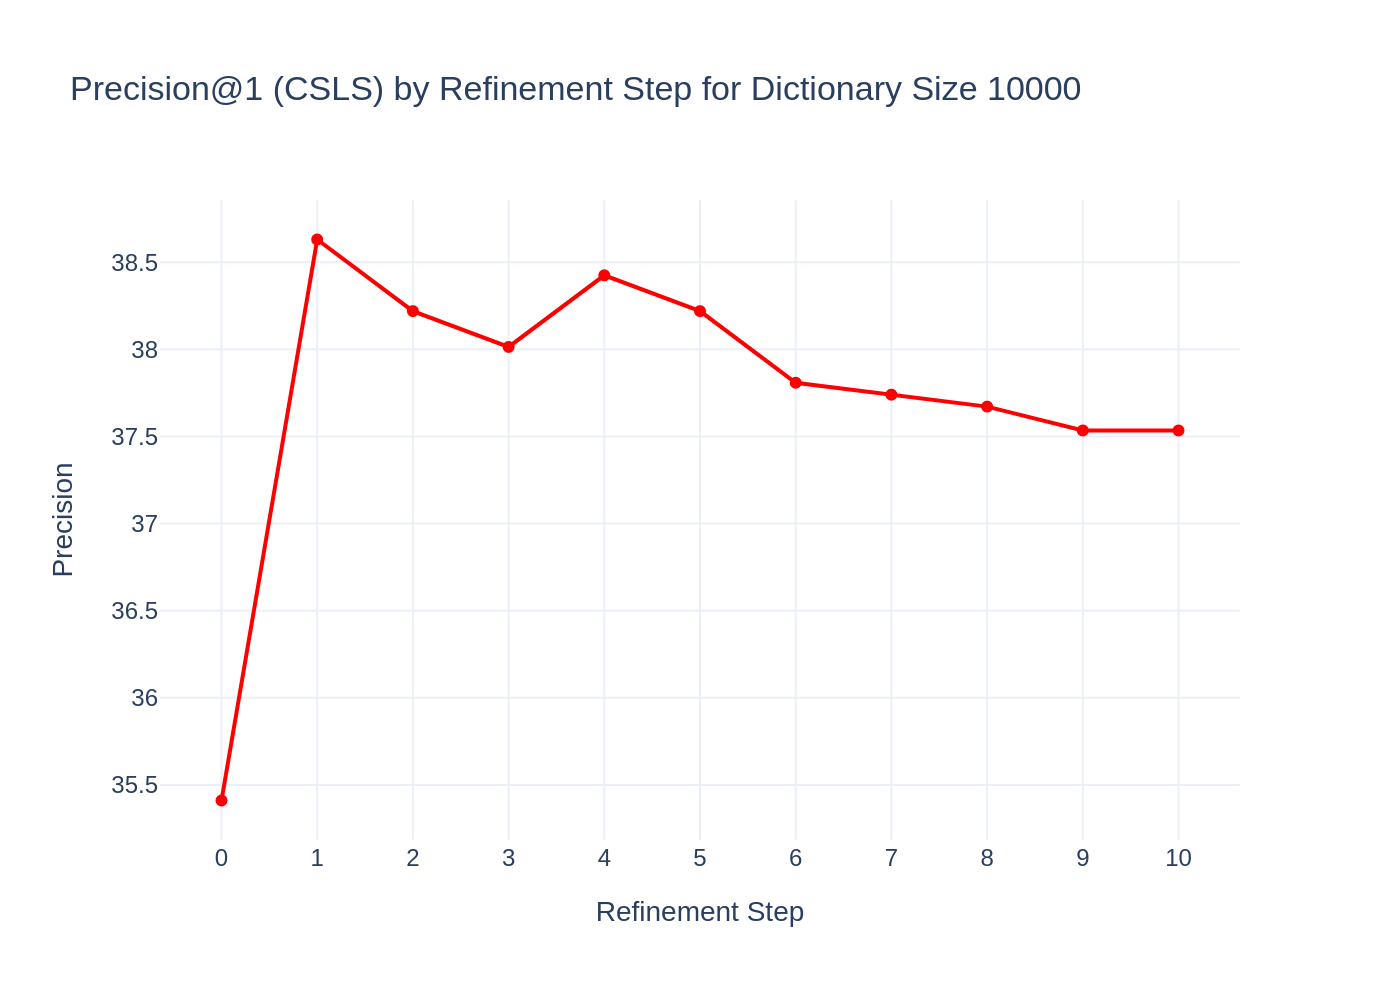 Precision@1 (CSLS) by Refinement Step for Dictionary Size 10000
38.5
38
37.5
37
36.5
36
35.5
Precision
0 1 2 3 4 5 6 7 8 9 10
Refinement Step